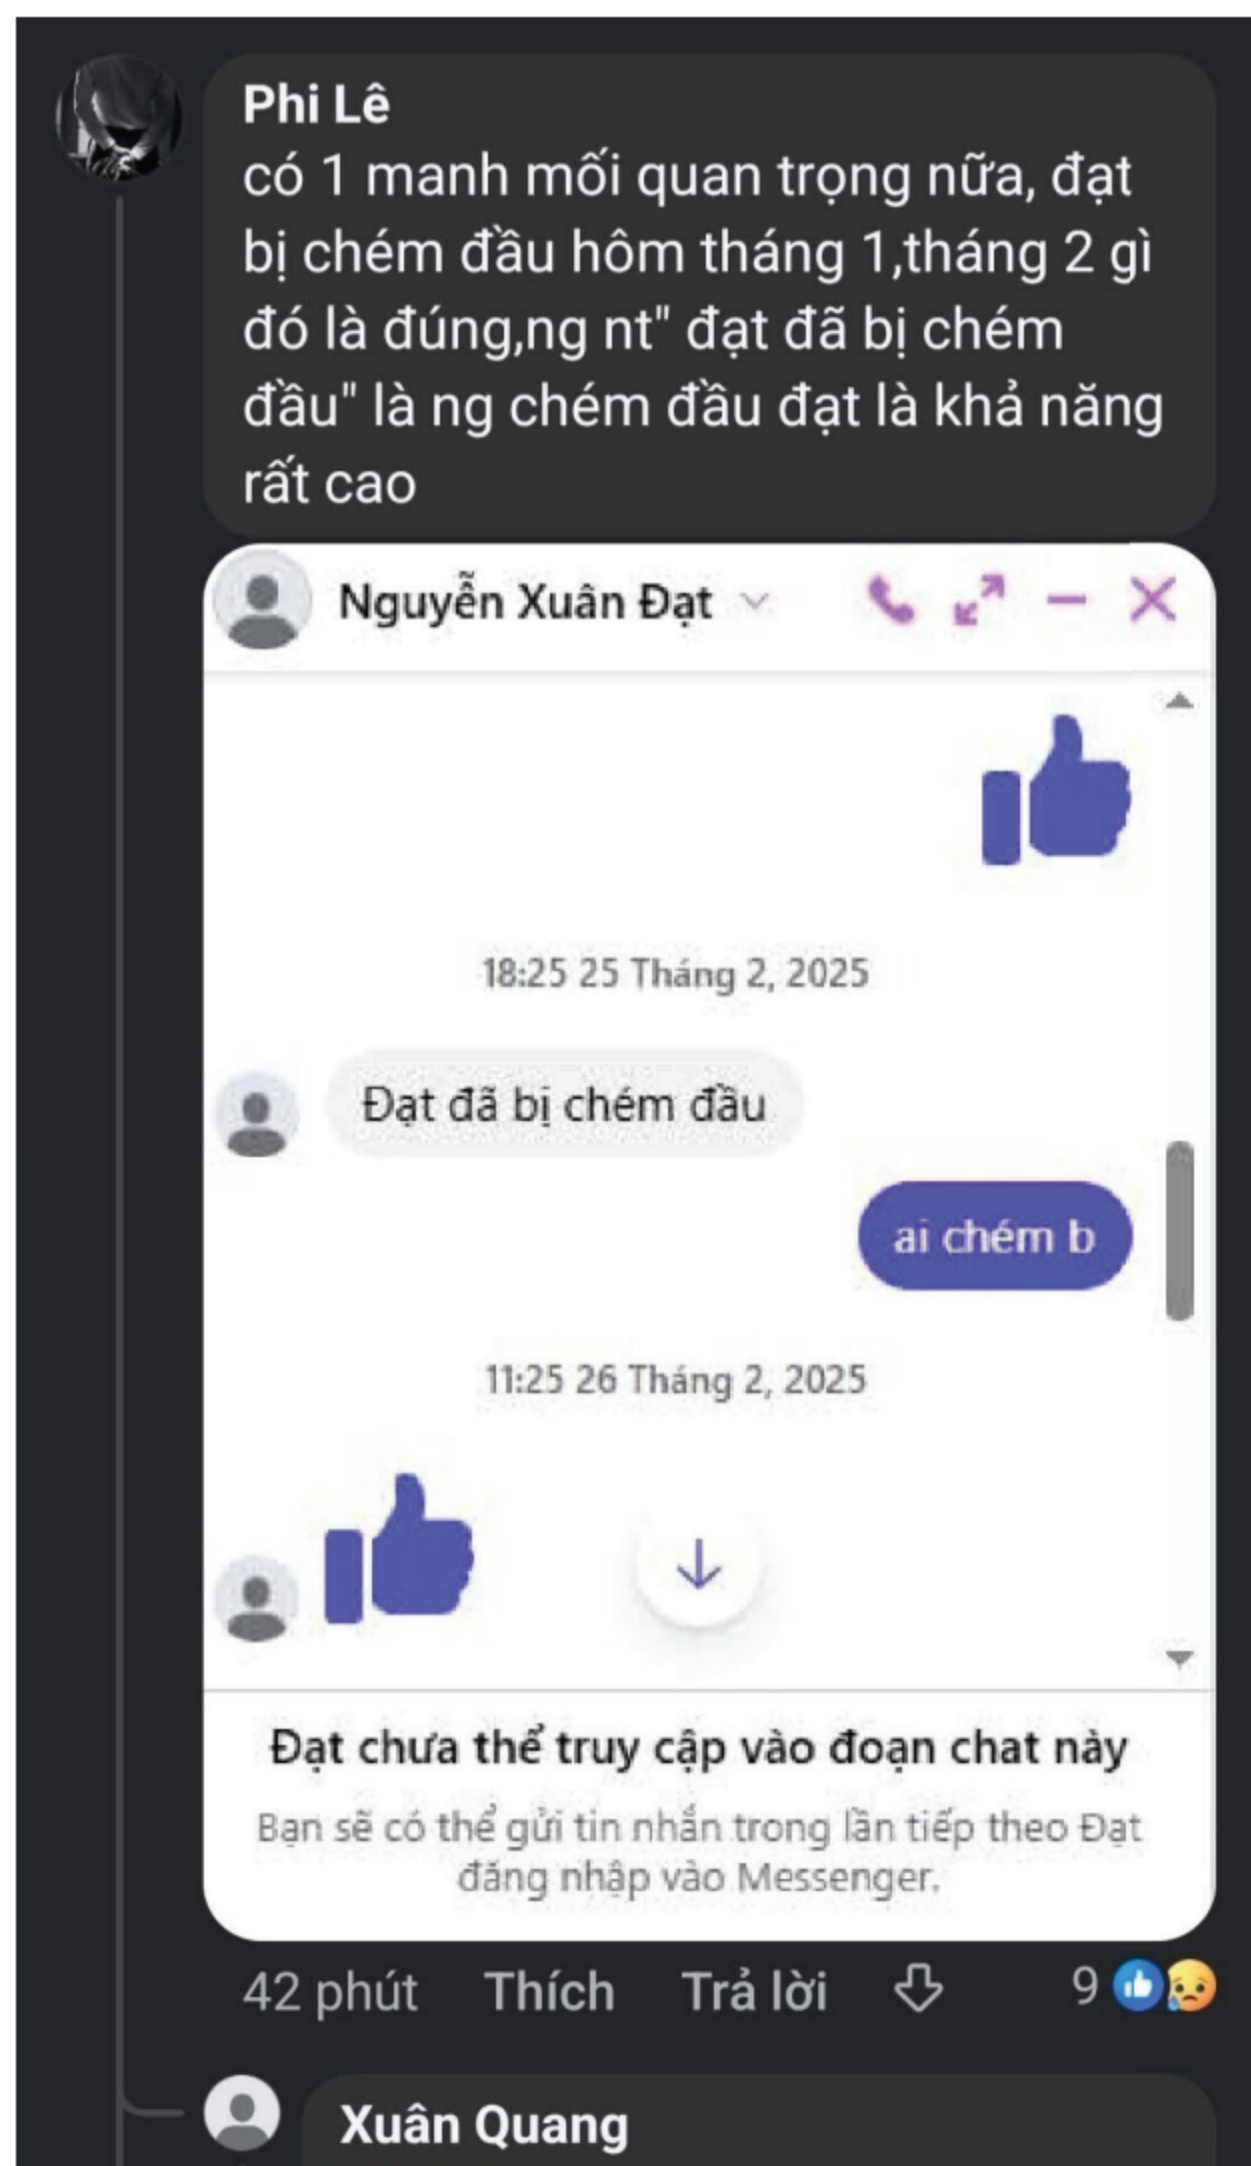 Phi Lê
có 1 manh mối quan trọng nữa, đạt
bị chém đầu hôm tháng 1,tháng 2 gì
đó là đúng,ng nt" đạt đã bị chém
đầu" là ng chém đầu đạt là khả năng
rất cao
Nguyễn Xuân Đạt
18:25 25 Tháng 2, 2025
Đạt đã bị chém đầu
ai chém b
11:25 26 Tháng 2, 2025
Đạt chưa thể truy cập vào đoạn chat này
Bạn sẽ có thể gửi tin nhắn trong lần tiếp theo Đạt
đăng nhập vào Messenger.
42 phút Thích Trả lời 9
Xuân Quang